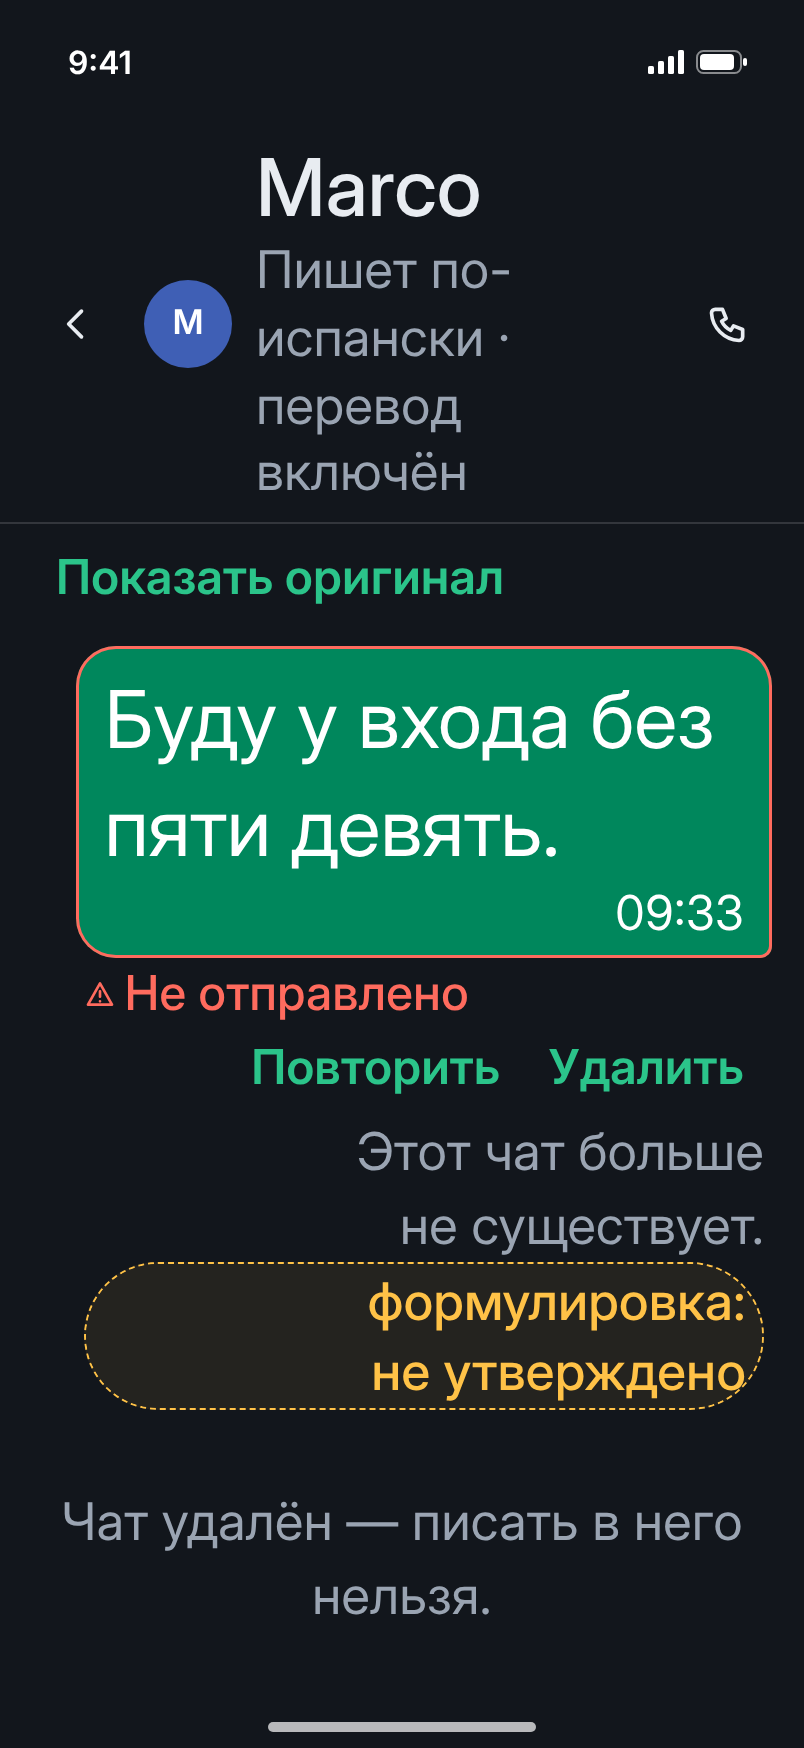 9:41
Marco
Пишет по-
испански ·
перевод
включён
M
Показать оригинал
Буду у входа без
пяти девять.
09:33
Не отправлено
Повторить Удалить
Этот чат больше
не существует.
формулировка:
не утверждено
Чат удалён — писать в него
нельзя.